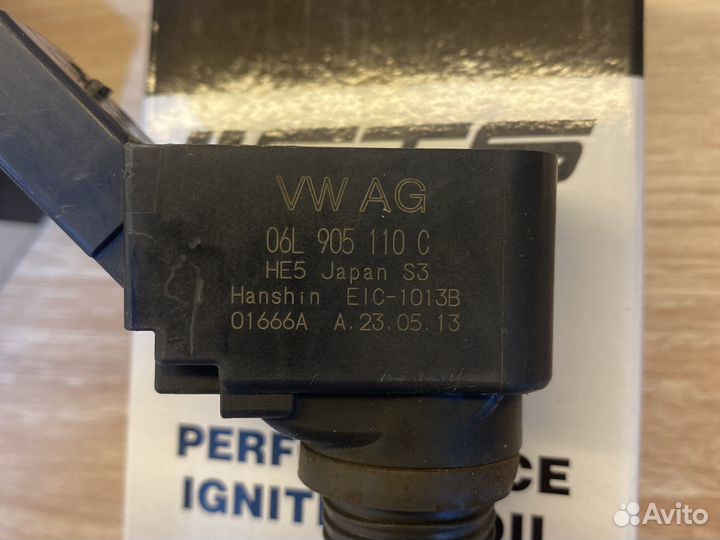 VW AG
06L 905 110 C
HE5 Japan S3
Hanshin EIC-1013B
01666A A.23.05.13
PERF CE
IGNIT OIL
Avito